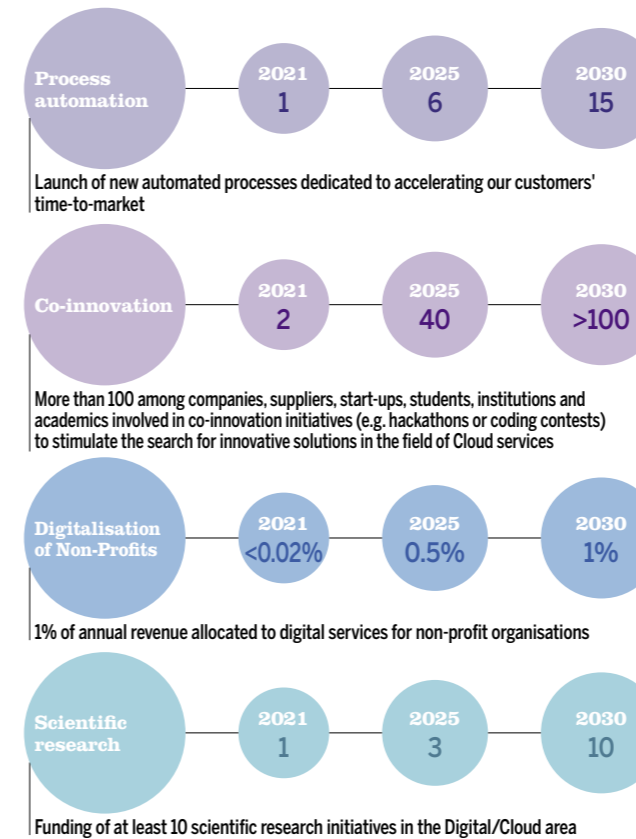 Process
automation
2021
1
2025
6
2030
15
Launch of new automated processes dedicated to accelerating our customers'
time-to-market
Co-innovation
2021
2
2025
40
2030
>100
More than 100 among companies, suppliers, start-ups, students, institutions and
academics involved in co-innovation initiatives (e.g. hackathons or coding contests)
to stimulate the search for innovative solutions in the field of Cloud services
Digitalisation
of Non-Profits
2021
<0.02%
2025
0.5%
2030
1%
1% of annual revenue allocated to digital services for non-profit organisations
Scientific
research
2021
1
2025
3
2030
10
Funding of at least 10 scientific research initiatives in the Digital/Cloud area